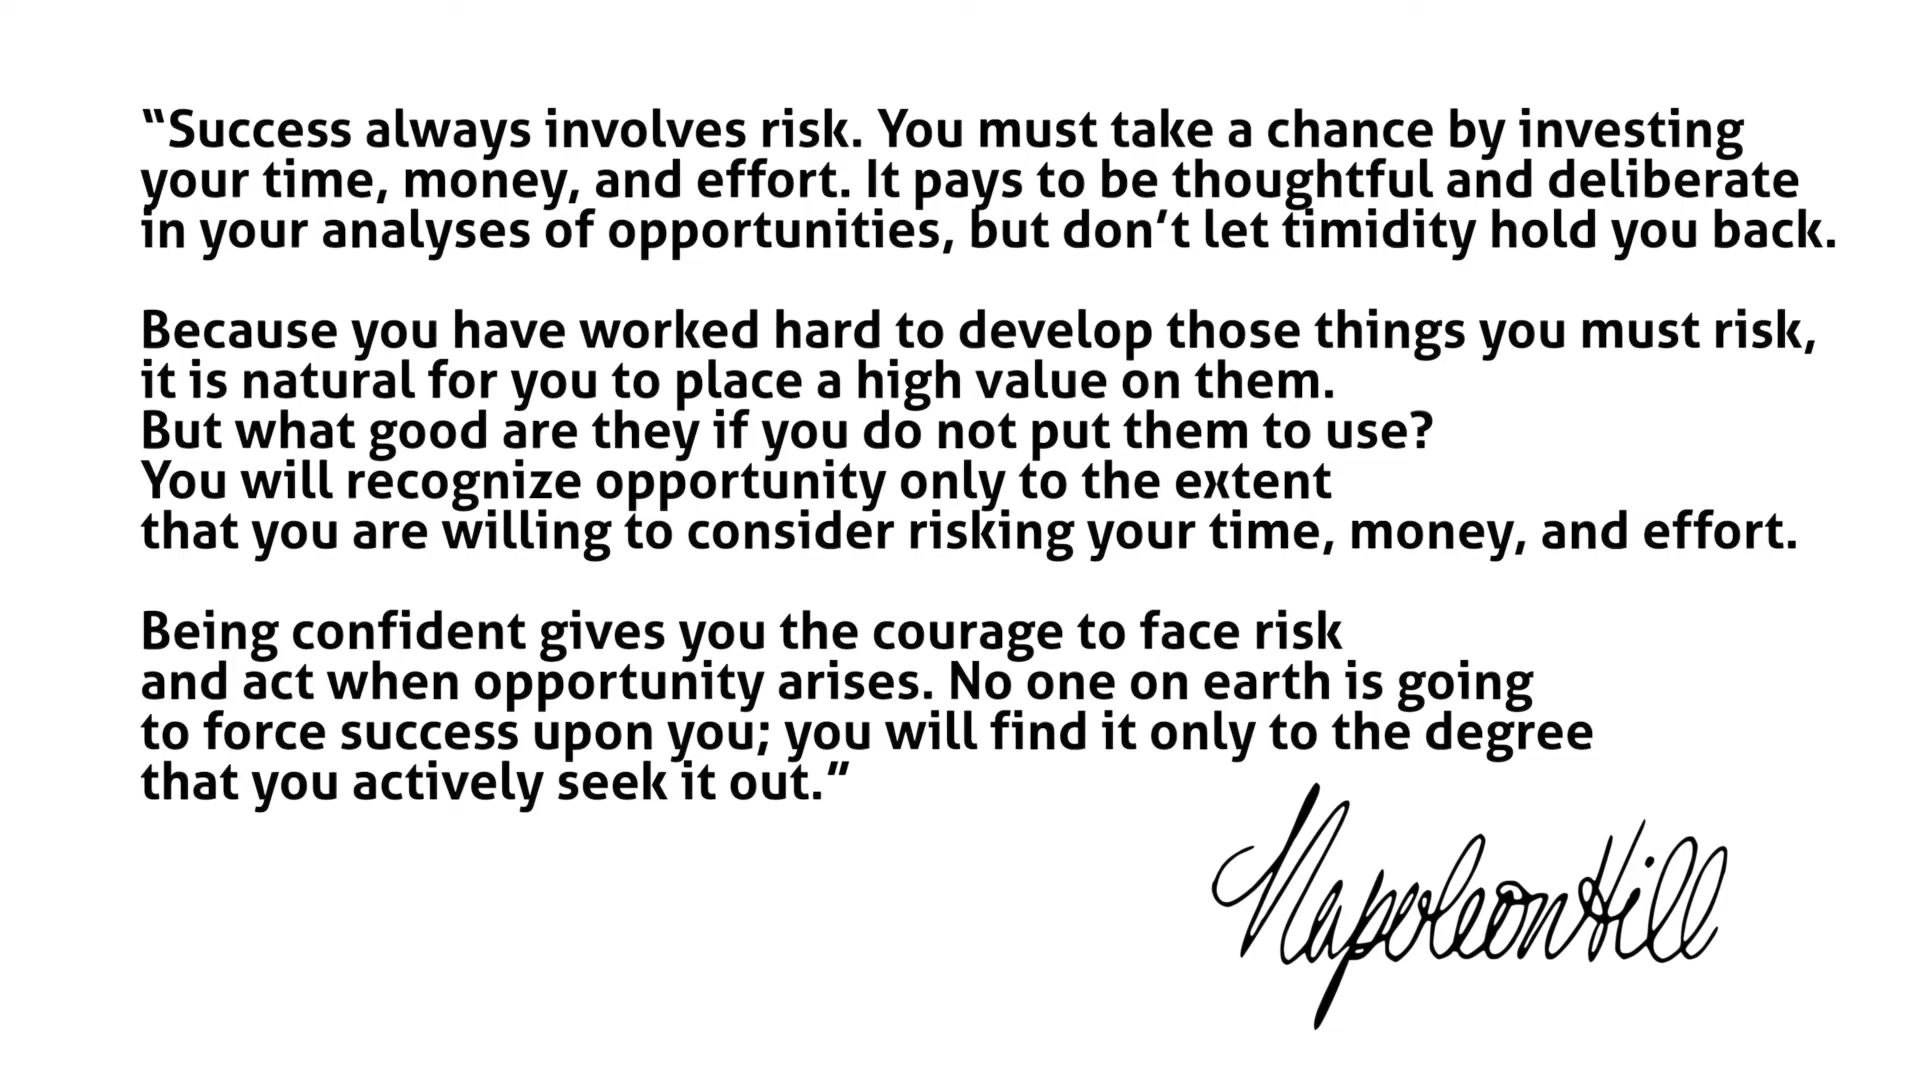 “Success always involves risk. You must take a chance by investing
your time, money, and effort. It pays to be thoughtful and deliberate
in your analyses of opportunities, but don’t let timidity hold you back.
Because you have worked hard to develop those things you must risk,
it is natural for you to place a high value on them.
But what good are they if you do not put them to use?
You will recognize opportunity only to the extent
that you are willing to consider risking your time, money, and effort.
Being confident gives you the courage to face risk
and act when opportunity arises. No one on earth is going
to force success upon you; you will find it only to the degree
that you actively seek it out.”
Napoleon Hill